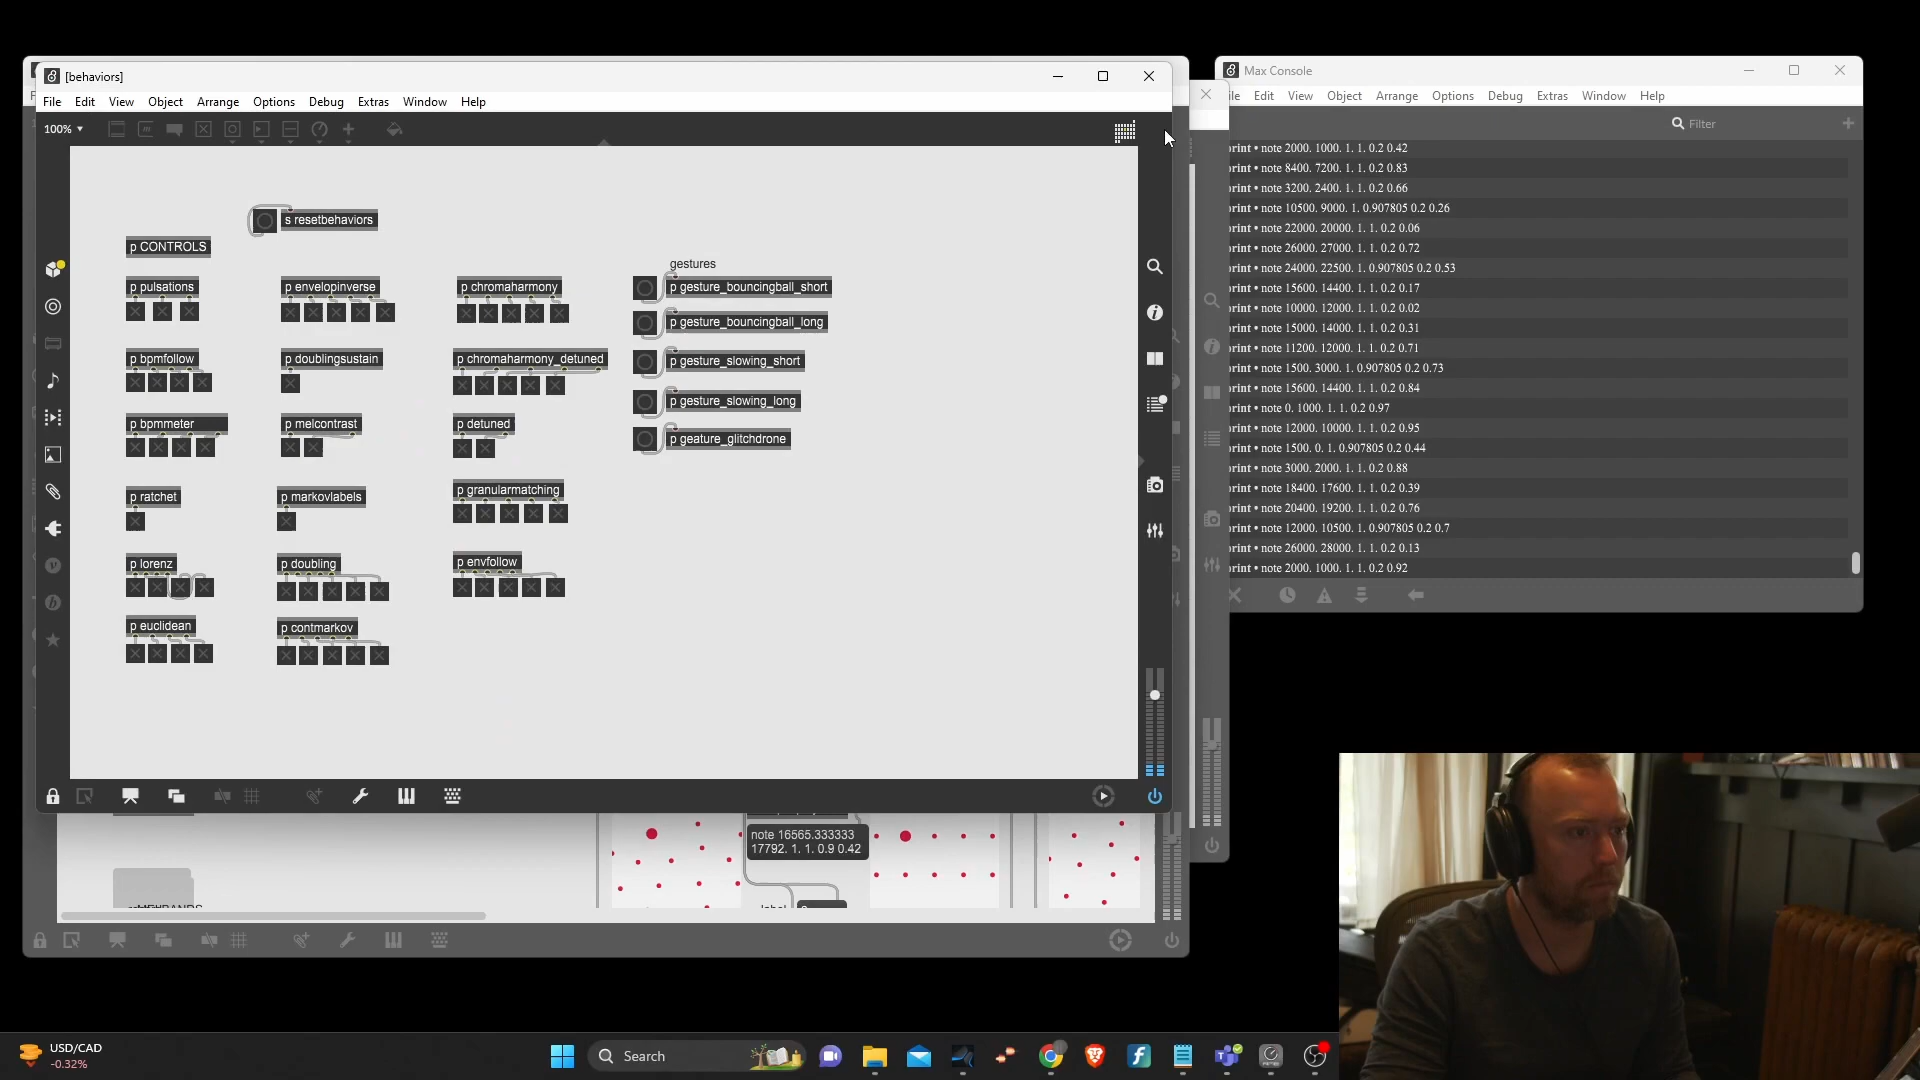 [behaviors]
File Edit View Object Arrange Options Debug Extras Window Help
100%
s resetbehaviors
p CONTROLS
gestures
p pulsations
p envelopinverse
p chromaharmony
p gesture_bouncingball_short
p gesture_bouncingball_long
p bpmfollow
p doublingsustain
p chromaharmony_detuned
p gesture_slowing_short
p gesture_slowing_long
p bpmmeter
p melcontrast
p detuned
p geature_glitchdrone
p ratchet
p markovlabels
p granularmatching
p lorenz
p doubling
p envfollow
p euclidean
p contmarkov
note 16565.333333
17792. 1. 1. 0.9 0.42
Max Console
ile Edit View Object Arrange Options Debug Extras Window Help
Filter
rint • note 2000. 1000. 1. 1. 0.2 0.42
rint • note 8400. 7200. 1. 1. 0.2 0.83
rint • note 3200. 2400. 1. 1. 0.2 0.66
rint • note 10500. 9000. 1. 0.907805 0.2 0.26
rint • note 22000. 20000. 1. 1. 0.2 0.06
rint • note 26000. 27000. 1. 1. 0.2 0.72
rint • note 24000. 22500. 1. 0.907805 0.2 0.53
rint • note 15600. 14400. 1. 1. 0.2 0.17
rint • note 10000. 12000. 1. 1. 0.2 0.02
rint • note 15000. 14000. 1. 1. 0.2 0.31
rint • note 11200. 12000. 1. 1. 0.2 0.71
rint • note 1500. 3000. 1. 0.907805 0.2 0.73
rint • note 15600. 14400. 1. 1. 0.2 0.84
rint • note 0. 1000. 1. 1. 0.2 0.97
rint • note 12000. 10000. 1. 1. 0.2 0.95
rint • note 1500. 0. 1. 0.907805 0.2 0.44
rint • note 3000. 2000. 1. 1. 0.2 0.88
rint • note 18400. 17600. 1. 1. 0.2 0.39
rint • note 20400. 19200. 1. 1. 0.2 0.76
rint • note 12000. 10500. 1. 0.907805 0.2 0.7
rint • note 26000. 28000. 1. 1. 0.2 0.13
rint • note 2000. 1000. 1. 1. 0.2 0.92
USD/CAD
-0.32%
Search